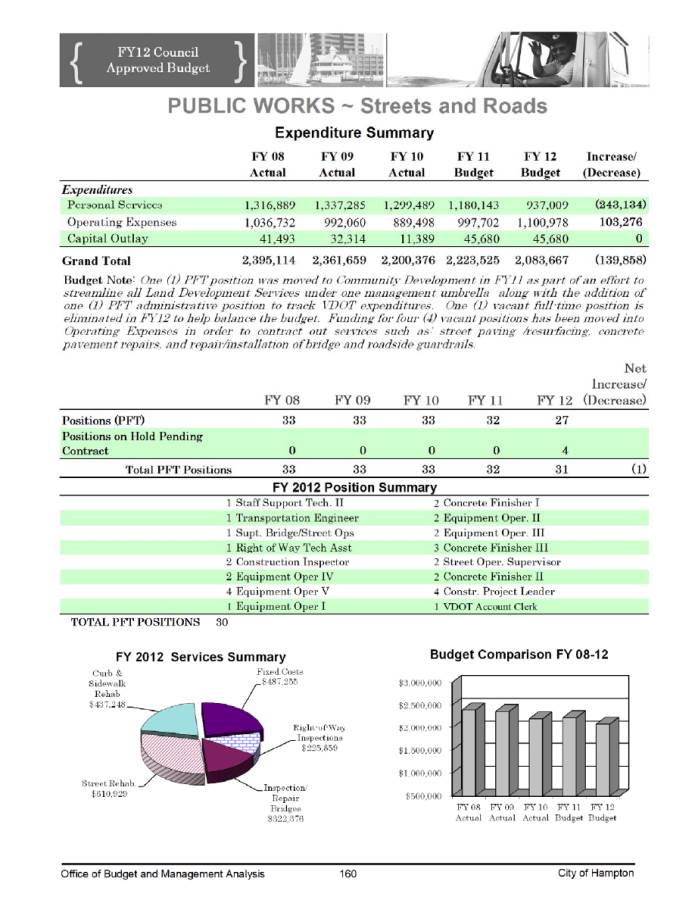 FY12 Council
Approved Budget
PUBLIC WORKS ~ Streets and Roads
Expenditure Summary
FY 08 FY 09 FY 10 FY 11 FY 12 Increase/
Actual Actual Actual Budget Budget (Decrease)
Expenditures
Personal Services 1,316,889 1,337,285 1,299,489 1,180,143 937,009 (243,134)
Operating Expenses 1,036,732 992,060 889,498 997,702 1,100,978 103,276
Capital Outlay 41,493 32,314 11,389 45,680 45,680 0
Grand Total 2,395,114 2,361,659 2,200,376 2,223,525 2,083,667 (139,858)
Budget Note: One (1) PFT position was moved to Community Development in FY11 as part of an effort to
streamline all Land Development Services under one management umbrella along with the addition of
one (1) PFT administrative position to track VDOT expenditures. One (1) vacant full-time position is
eliminated in FY12 to help balance the budget. Funding for four (4) vacant positions has been moved into
Operating Expenses in order to contract out services such as: street paving /resurfacing, concrete
pavement repairs, and repair/installation of bridge and roadside guardrails.
Net
Increase/
FY 08 FY 09 FY 10 FY 11 FY 12 (Decrease)
Positions (PFT) 33 33 33 32 27
Positions on Hold Pending
Contract 0 0 0 0 4
Total PFT Positions 33 33 33 32 31 (1)
FY 2012 Position Summary
1 Staff Support Tech. II 2 Concrete Finisher I
1 Transportation Engineer 2 Equipment Oper. II
1 Supt. Bridge/Street Ops 2 Equipment Oper. III
1 Right of Way Tech Asst 3 Concrete Finisher III
2 Construction Inspector 2 Street Oper. Supervisor
2 Equipment Oper IV 2 Concrete Finisher II
4 Equipment Oper V 4 Constr. Project Leader
1 Equipment Oper I 1 VDOT Account Clerk
TOTAL PFT POSITIONS 30
FY 2012 Services Summary
Curb &
Sidewalk
Rehab
$437,248
Fixed Costs
$487,255
Right-of-Way
Inspections
$225,859
Street Rehab
$610,929
Inspection/
Repair
Bridges
$322,376
Budget Comparison FY 08-12
$3,000,000
$2,500,000
$2,000,000
$1,500,000
$1,000,000
$500,000
FY 08 FY 09 FY 10 FY 11 FY 12
Actual Actual Actual Budget Budget
Office of Budget and Management Analysis 160 City of Hampton